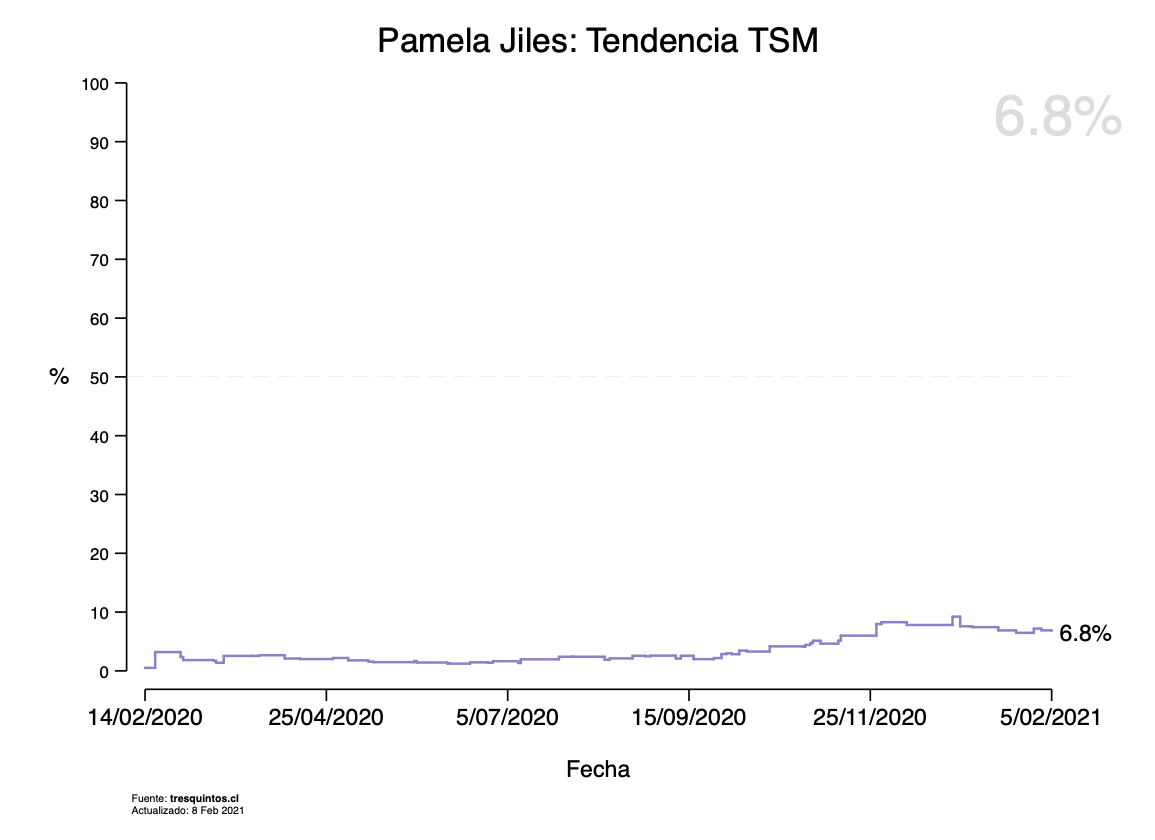 Pamela Jiles: Tendencia TSM
6.8%
100
90
80
70
60
% 50
40
30
20
10
0
6.8%
14/02/2020 25/04/2020 5/07/2020 15/09/2020 25/11/2020 5/02/2021
Fecha
Fuente: tresquintos.cl
Actualizado: 8 Feb 2021